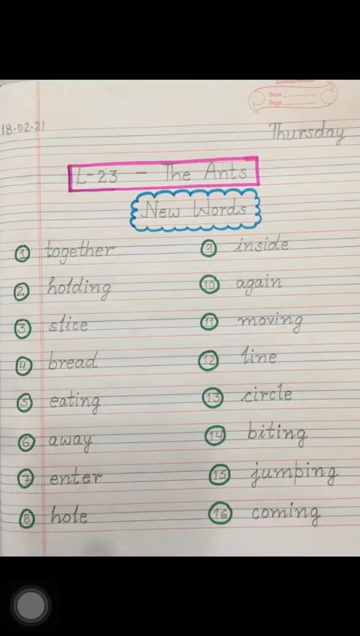 Date
Page
18.02.21
Thursday
L-23 - The Ants
New Words
1 together
2 holding
3 slice
4 bread
5 eating
6 away
7 enter
8 hole
9 inside
10 again
11 moving
12 line
13 circle
14 biting
15 jumping
16 coming